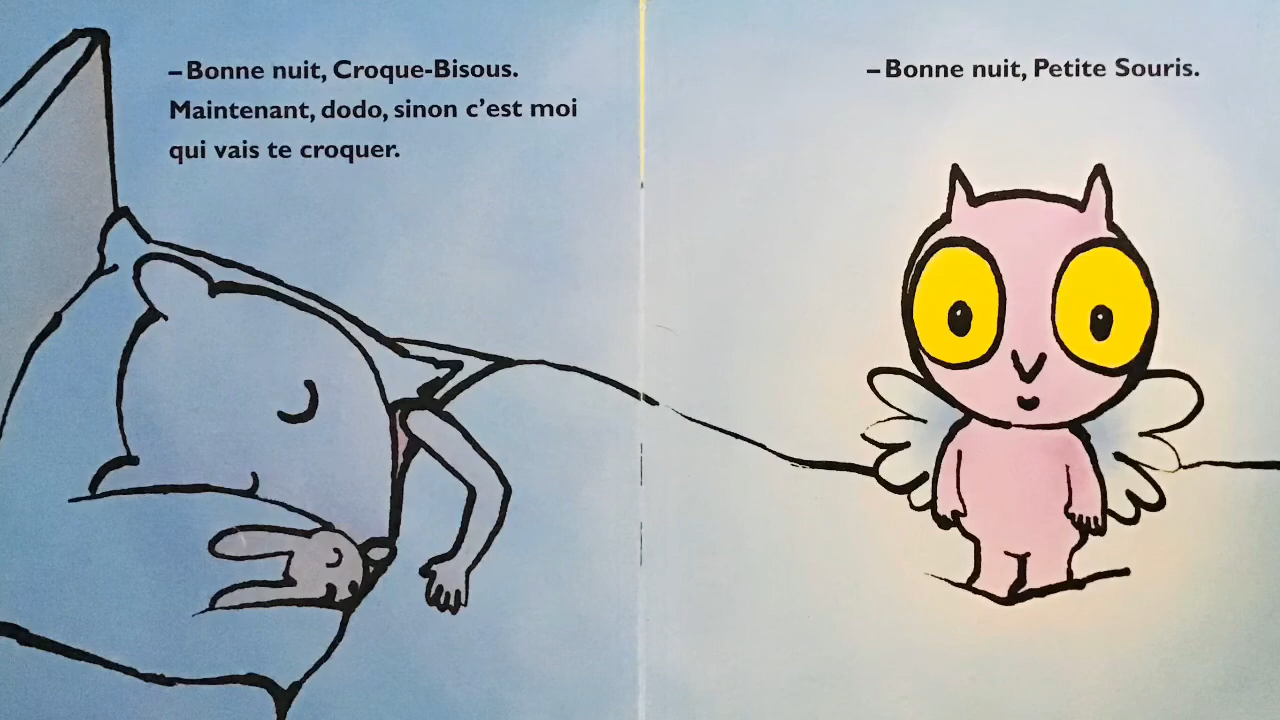 –Bonne nuit, Croque-Bisous.
Maintenant, dodo, sinon c’est moi
qui vais te croquer.
–Bonne nuit, Petite Souris.